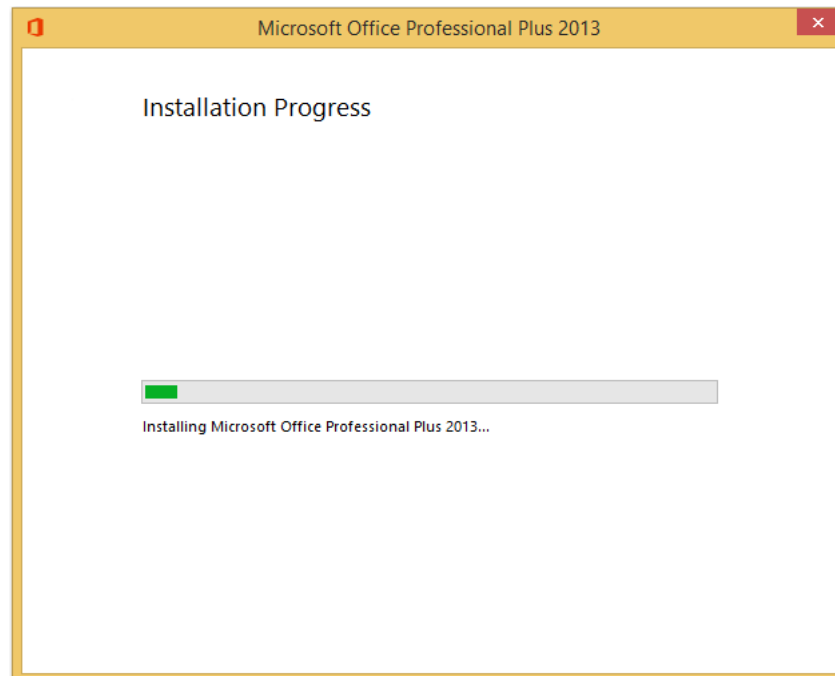 Microsoft Office Professional Plus 2013
Installation Progress
Installing Microsoft Office Professional Plus 2013...